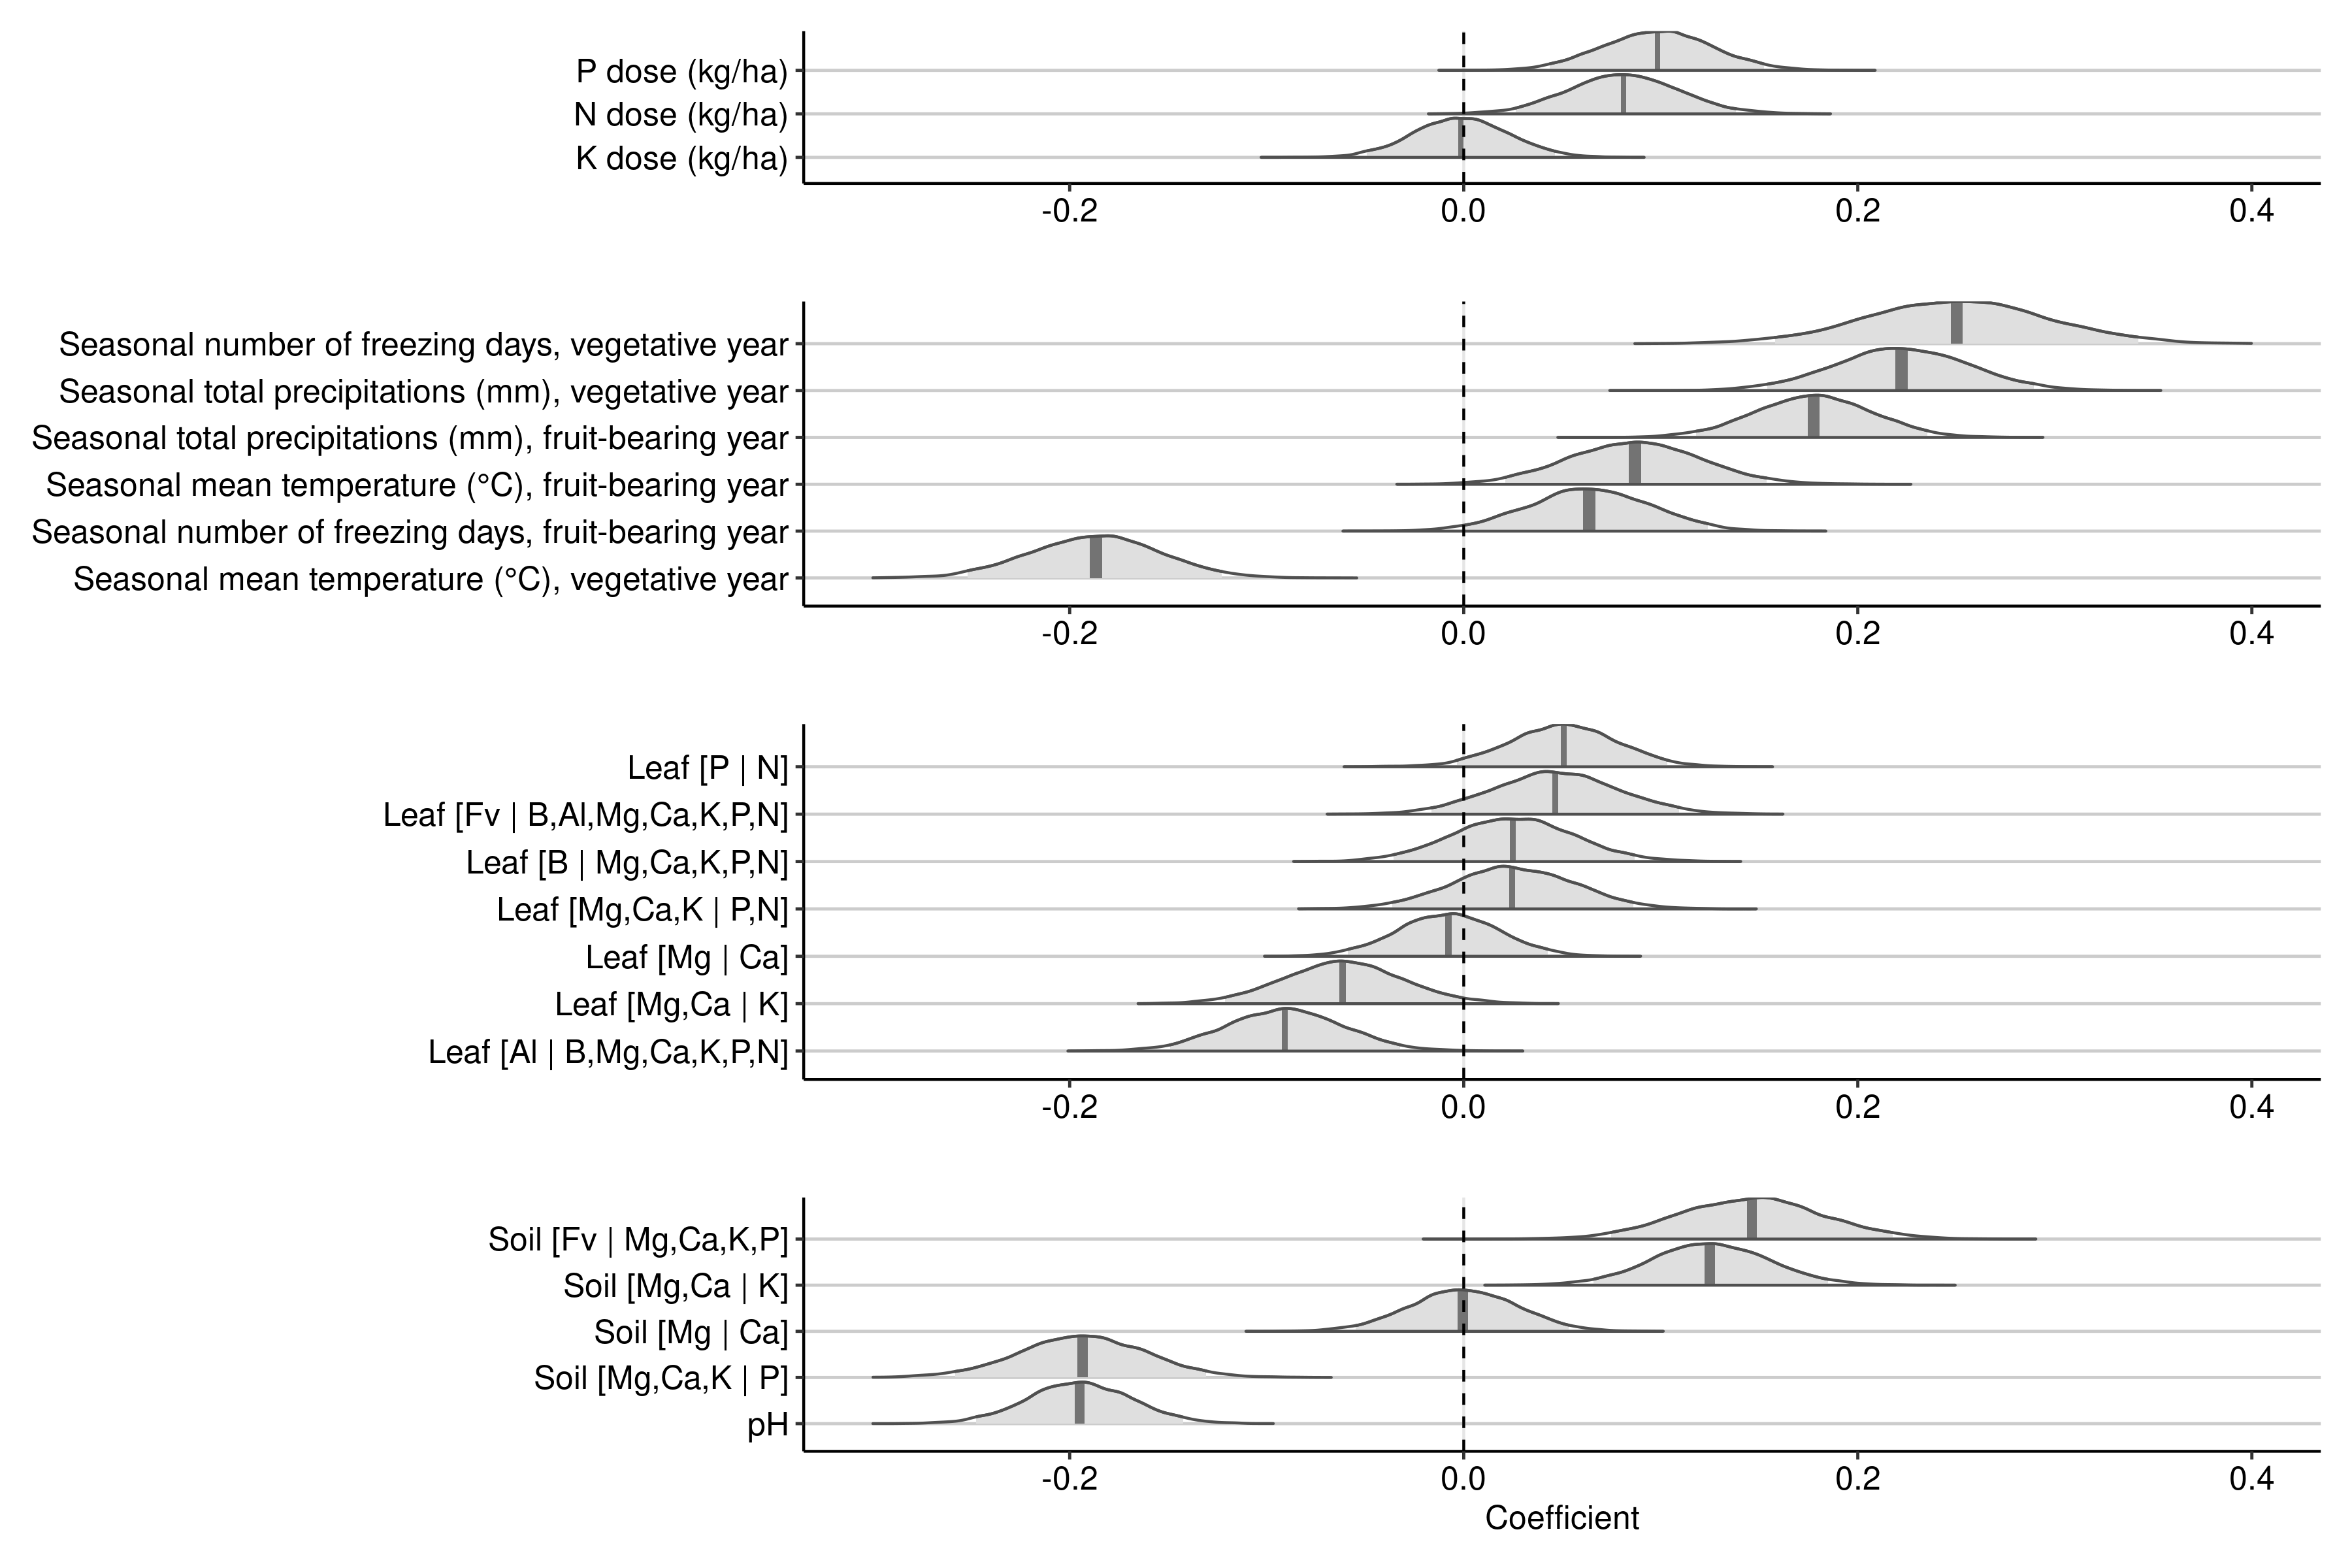 P dose (kg/ha)
N dose (kg/ha)
K dose (kg/ha)
-0.2 0.0 0.2 0.4
Seasonal number of freezing days, vegetative year
Seasonal total precipitations (mm), vegetative year
Seasonal total precipitations (mm), fruit-bearing year
Seasonal mean temperature (°C), fruit-bearing year
Seasonal number of freezing days, fruit-bearing year
Seasonal mean temperature (°C), vegetative year
-0.2 0.0 0.2 0.4
Leaf [P | N]
Leaf [Fv | B,Al,Mg,Ca,K,P,N]
Leaf [B | Mg,Ca,K,P,N]
Leaf [Mg,Ca,K | P,N]
Leaf [Mg | Ca]
Leaf [Mg,Ca | K]
Leaf [Al | B,Mg,Ca,K,P,N]
-0.2 0.0 0.2 0.4
Soil [Fv | Mg,Ca,K,P]
Soil [Mg,Ca | K]
Soil [Mg | Ca]
Soil [Mg,Ca,K | P]
pH
-0.2 0.0 0.2 0.4
Coefficient